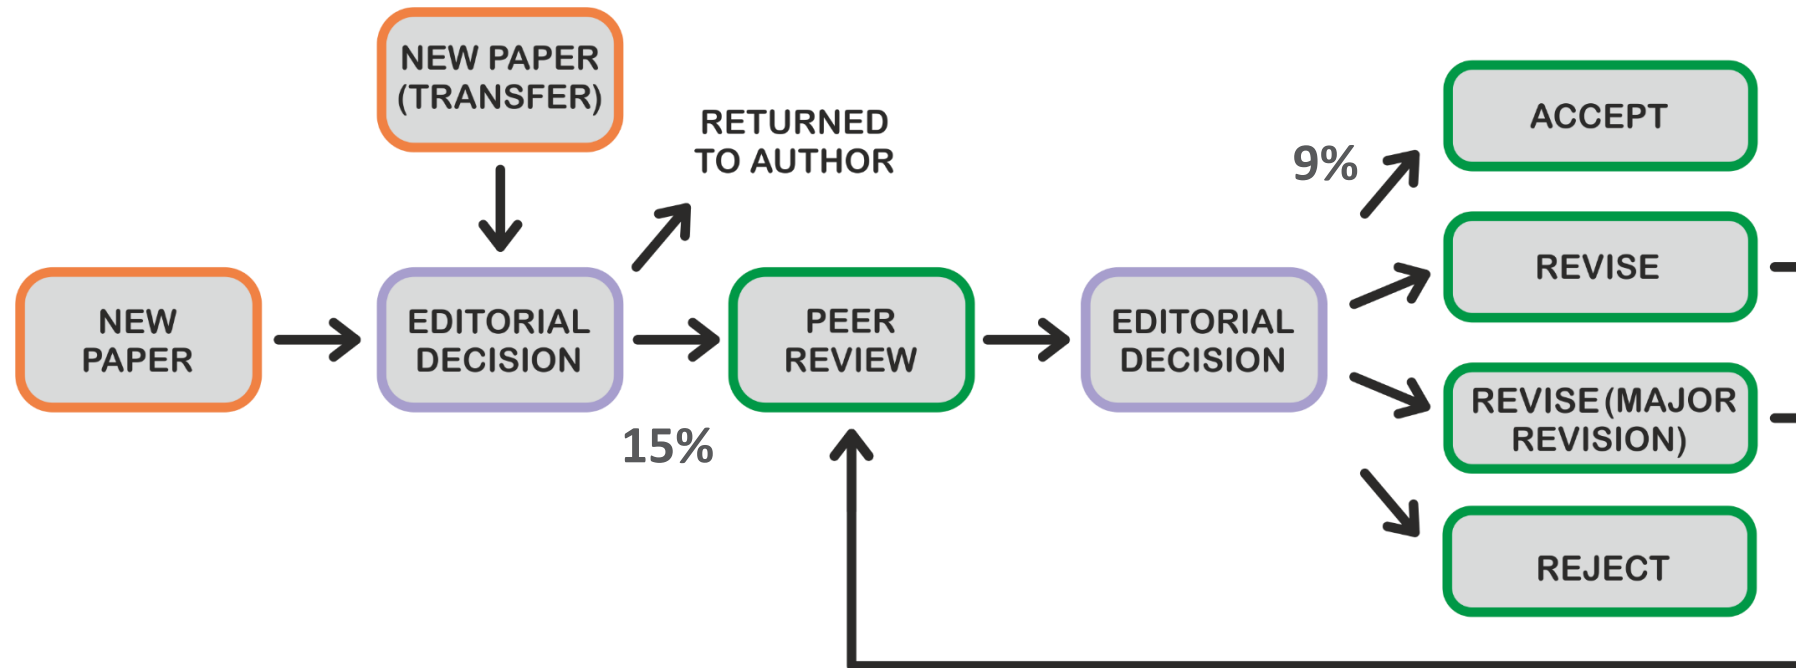 NEW PAPER
(TRANSFER)
RETURNED
TO AUTHOR
NEW
PAPER
EDITORIAL
DECISION
15%
PEER
REVIEW
EDITORIAL
DECISION
9%
ACCEPT
REVISE
REVISE (MAJOR
REVISION)
REJECT